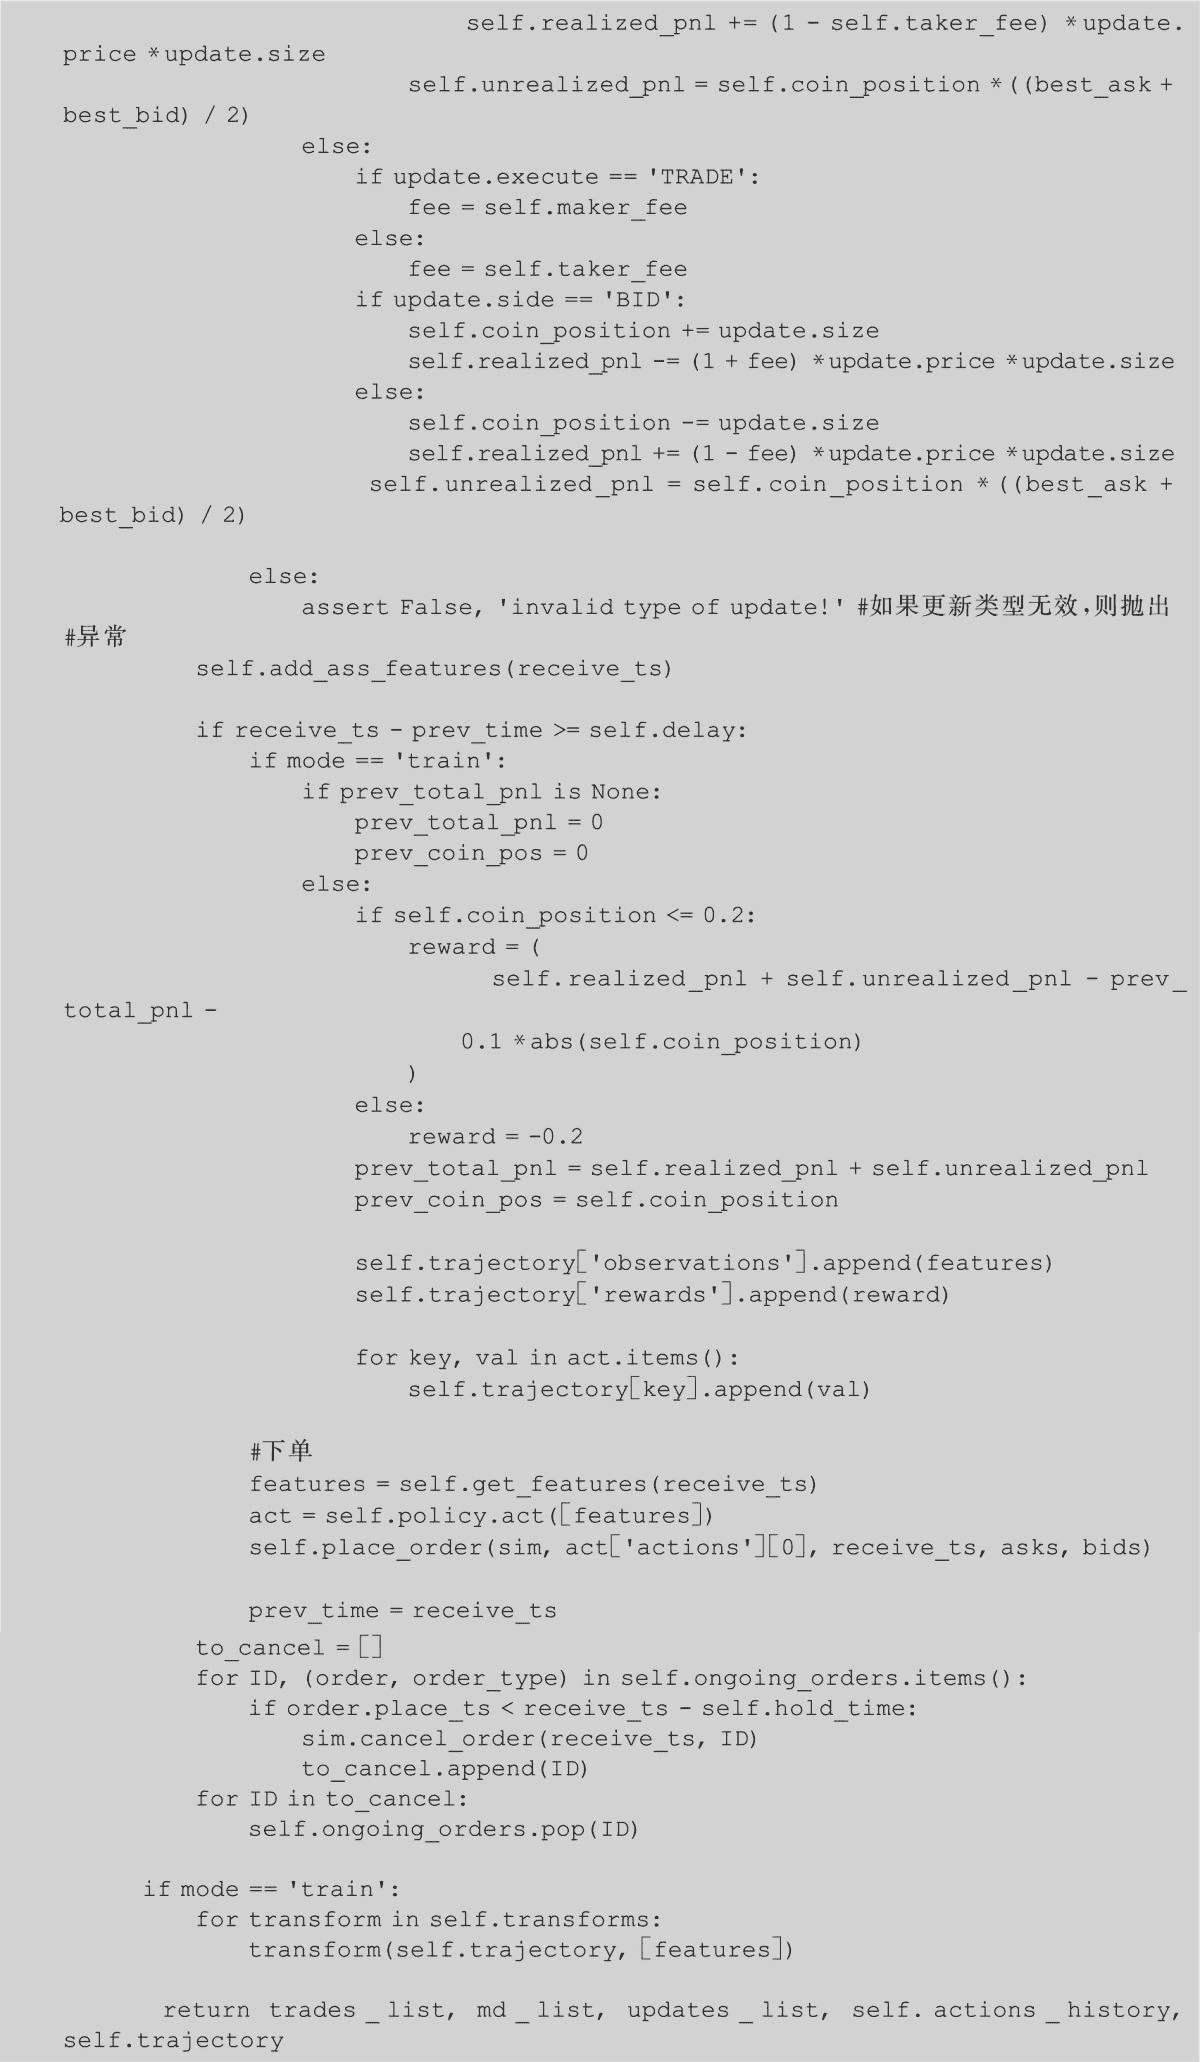 self.realized_pnl += (1 - self.taker_fee) *update.
price *update.size
                            self.unrealized_pnl = self.coin_position *((best_ask +
best_bid) / 2)
                    else:
                        if update.execute == 'TRADE':
                            fee = self.maker_fee
                        else:
                            fee = self.taker_fee
                        if update.side == 'BID':
                            self.coin_position += update.size
                            self.realized_pnl -= (1 + fee) *update.price *update.size
                        else:
                            self.coin_position -= update.size
                            self.realized_pnl += (1 - fee) *update.price *update.size
                         self.unrealized_pnl = self.coin_position *((best_ask +
best_bid) / 2)

                else:
                    assert False, 'invalid type of update!' #如果更新类型无效,则抛出
#异常
            self.add_ass_features(receive_ts)

            if receive_ts - prev_time >= self.delay:
                if mode == 'train':
                    if prev_total_pnl is None:
                        prev_total_pnl = 0
                        prev_coin_pos = 0
                    else:
                        if self.coin_position <= 0.2:
                            reward = (
                                  self.realized_pnl + self.unrealized_pnl - prev_
total_pnl -
                                0.1 *abs(self.coin_position)
                            )
                        else:
                            reward = -0.2
                        prev_total_pnl = self.realized_pnl + self.unrealized_pnl
                        prev_coin_pos = self.coin_position

                        self.trajectory['observations'].append(features)
                        self.trajectory['rewards'].append(reward)

                        for key, val in act.items():
                            self.trajectory[key].append(val)

                #下单
                features = self.get_features(receive_ts)
                act = self.policy.act([features])
                self.place_order(sim, act['actions'][0], receive_ts, asks, bids)

                prev_time = receive_ts
            to_cancel = []
            for ID, (order, order_type) in self.ongoing_orders.items():
                if order.place_ts < receive_ts - self.hold_time:
                    sim.cancel_order(receive_ts, ID)
                    to_cancel.append(ID)
            for ID in to_cancel:
                self.ongoing_orders.pop(ID)

        if mode == 'train':
            for transform in self.transforms:
                transform(self.trajectory, [features])

         return trades_list, md_list, updates_list, self.actions_history,
self.trajectory